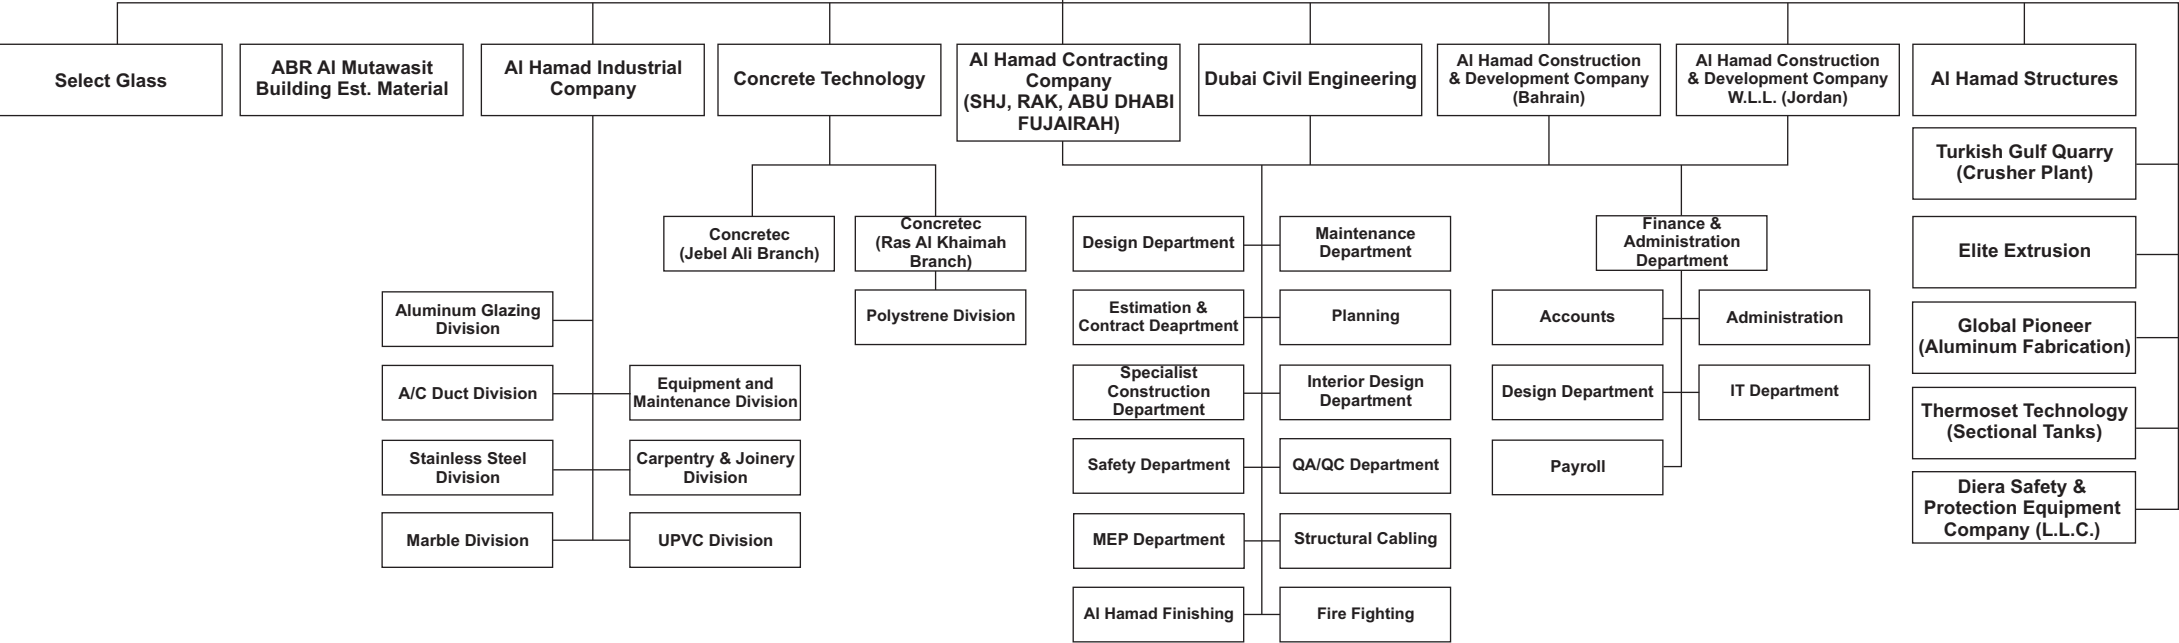 Select Glass
ABR Al Mutawasit
Building Est. Material
Al Hamad Industrial
Company
Concrete Technology
Al Hamad Contracting
Company
(SHJ, RAK, ABU DHABI
FUJAIRAH)
Dubai Civil Engineering
Al Hamad Construction
& Development Company
(Bahrain)
Al Hamad Construction
& Development Company
W.L.L. (Jordan)
Al Hamad Structures
Turkish Gulf Quarry
(Crusher Plant)
Elite Extrusion
Global Pioneer
(Aluminum Fabrication)
Thermoset Technology
(Sectional Tanks)
Diera Safety &
Protection Equipment
Company (L.L.C.)
Aluminum Glazing
Division
A/C Duct Division
Equipment and
Maintenance Division
Stainless Steel
Division
Carpentry & Joinery
Division
Marble Division
UPVC Division
Concretec
(Jebel Ali Branch)
Concretec
(Ras Al Khaimah
Branch)
Polystrene Division
Design Department
Maintenance
Department
Estimation &
Contract Deaprtment
Planning
Specialist
Construction
Department
Interior Design
Department
Safety Department
QA/QC Department
MEP Department
Structural Cabling
Al Hamad Finishing
Fire Fighting
Finance &
Administration
Department
Accounts
Administration
Design Department
IT Department
Payroll